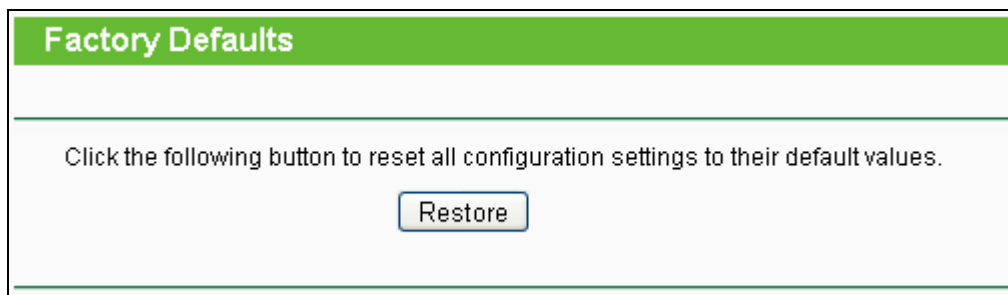 Factory Defaults
Click the following button to reset all configuration settings to their default values.
Restore